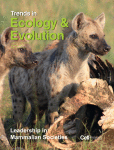 Trends in
Ecology &
Evolution
Leadership in
Mammalian Societies
Cell